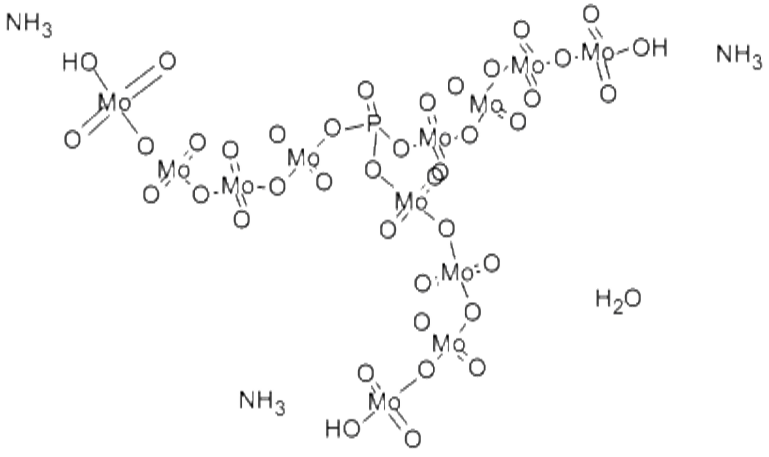 O
NH3
O
Mo OH
O
NH3
HO O O Mo
O O O O
Mo O Mo
O P O
O O Mo O
O O O Mo O
Mo O O O
O O Mo O O
Mo
O O O
O Mo O
H2O
O
O
Mo
O O O
NH3 Mo
HO O